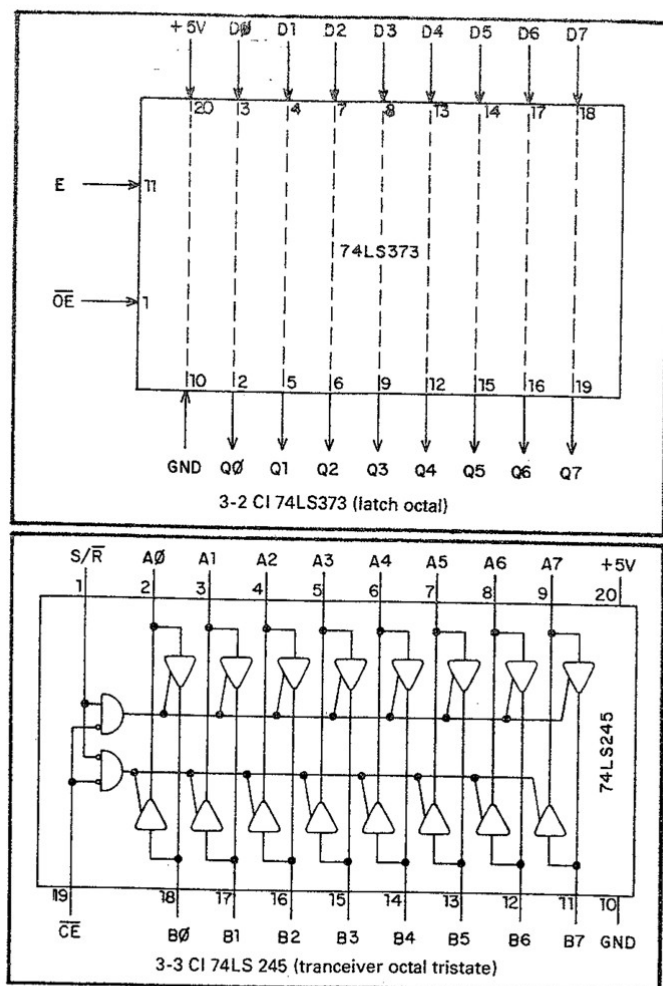 +5V DØ D1 D2 D3 D4 D5 D6 D7
20 3 4 7 8 13 14 17 18
E 11
74LS373
O̅E̅ 1
10 2 5 6 9 12 15 16 19
GND QØ Q1 Q2 Q3 Q4 Q5 Q6 Q7
3-2 CI 74LS373 (latch octal)
S/R̅ AØ A1 A2 A3 A4 A5 A6 A7 +5V
1 2 3 4 5 6 7 8 9 20
74LS245
19 18 17 16 15 14 13 12 11 10
C̅E̅ BØ B1 B2 B3 B4 B5 B6 B7 GND
3-3 CI 74LS 245 (tranceiver octal tristate)